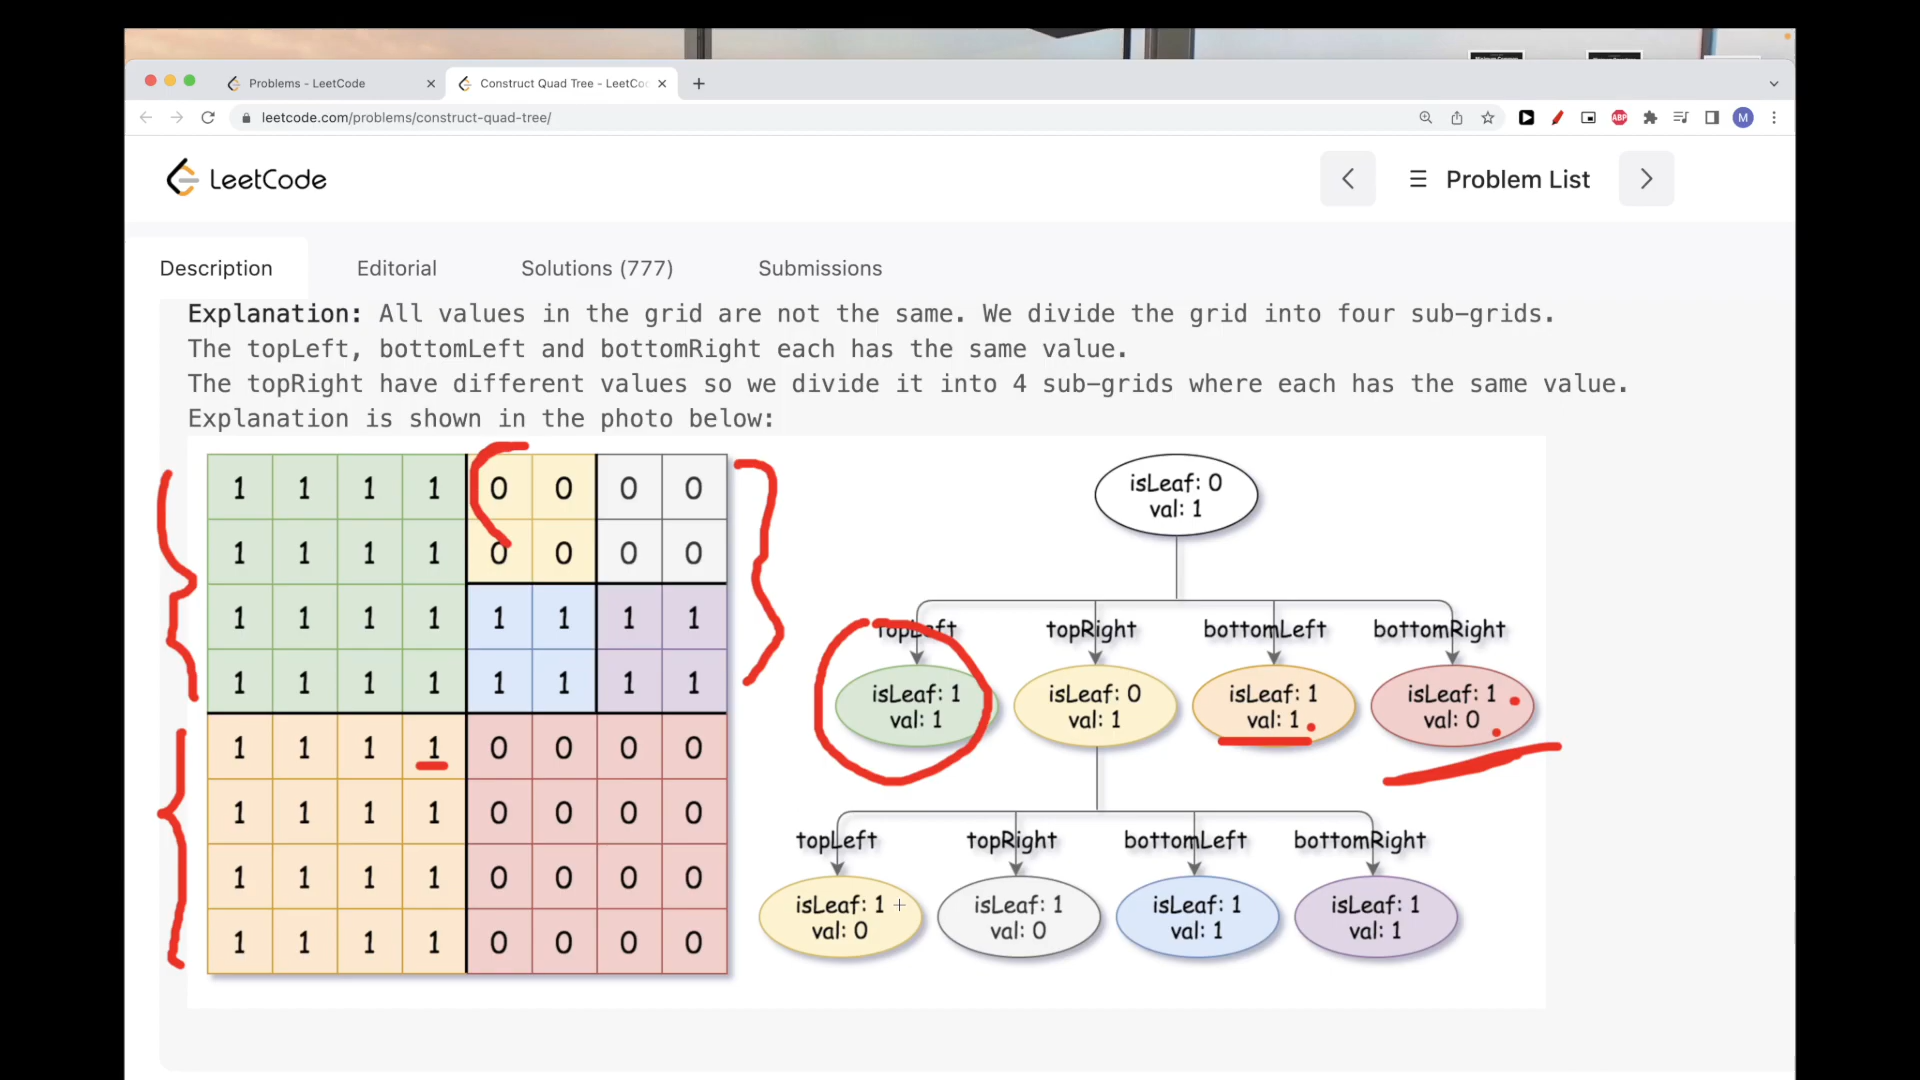 Problems - LeetCode
Construct Quad Tree - LeetCo
leetcode.com/problems/construct-quad-tree/
ABP
M
LeetCode
Problem List
Description Editorial Solutions (777) Submissions
Explanation: All values in the grid are not the same. We divide the grid into four sub-grids.
The topLeft, bottomLeft and bottomRight each has the same value.
The topRight have different values so we divide it into 4 sub-grids where each has the same value.
Explanation is shown in the photo below:
1 1 1 1 0 0 0 0
1 1 1 1 0 0 0 0
1 1 1 1 1 1 1 1
1 1 1 1 1 1 1 1
1 1 1 1 0 0 0 0
1 1 1 1 0 0 0 0
1 1 1 1 0 0 0 0
1 1 1 1 0 0 0 0
isLeaf: 0
val: 1
topLeft topRight bottomLeft bottomRight
isLeaf: 1 isLeaf: 0 isLeaf: 1 isLeaf: 1
val: 1 val: 1 val: 1 val: 0
topLeft topRight bottomLeft bottomRight
isLeaf: 1 isLeaf: 1 isLeaf: 1 isLeaf: 1
val: 0 val: 0 val: 1 val: 1